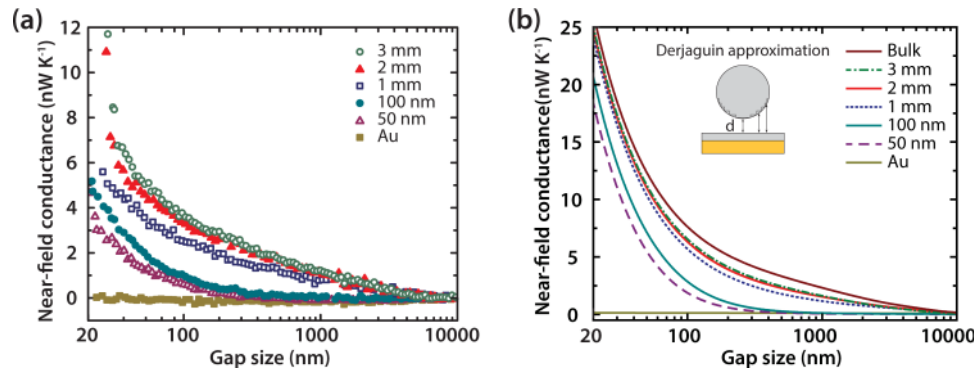 (a)
Near-field conductance (nW K⁻¹)
12
10
8
6
4
2
0
20
100
1000
10000
Gap size (nm)
3 mm
2 mm
1 mm
100 nm
50 nm
Au
(b)
Near-field conductance(nW K⁻¹)
25
20
15
10
5
0
20
100
1000
10000
Gap size (nm)
Derjaguin approximation
d
Bulk
3 mm
2 mm
1 mm
100 nm
50 nm
Au